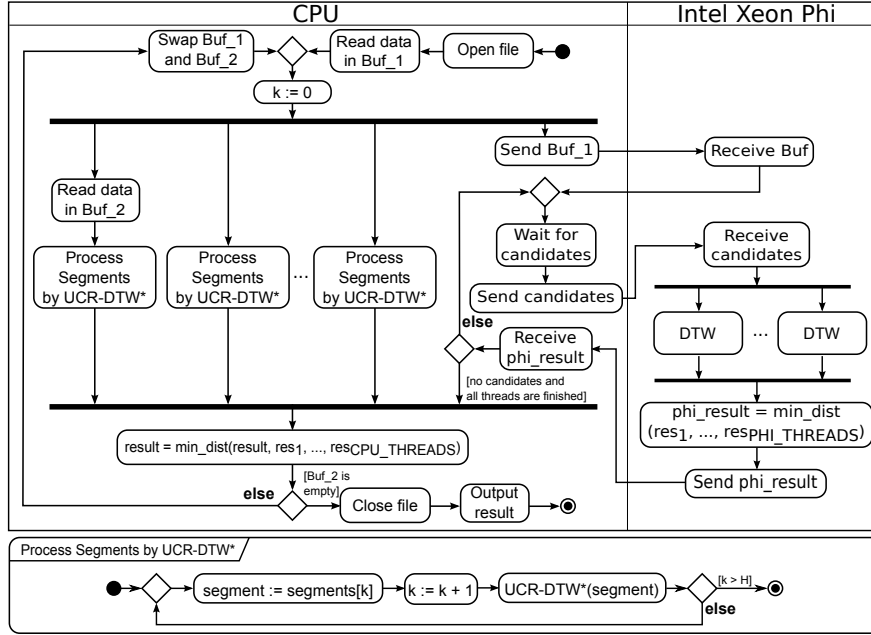 CPU
Intel Xeon Phi
Swap Buf_1
and Buf_2
Read data
in Buf_1
Open file
k := 0
Send Buf_1
Receive Buf
Read data
in Buf_2
Wait for
candidates
Receive
candidates
Process
Segments
by UCR-DTW*
Process
Segments
by UCR-DTW*
...
Process
Segments
by UCR-DTW*
Send candidates
else
DTW
...
DTW
Receive
phi_result
[no candidates and
all threads are finished]
phi_result = min_dist
(res1, ..., resPHI_THREADS)
result = min_dist(result, res1, ..., resCPU_THREADS)
Send phi_result
else
[Buf_2 is
empty]
Close file
Output
result
Process Segments by UCR-DTW*
segment := segments[k]
k := k + 1
UCR-DTW*(segment)
[k > H]
else